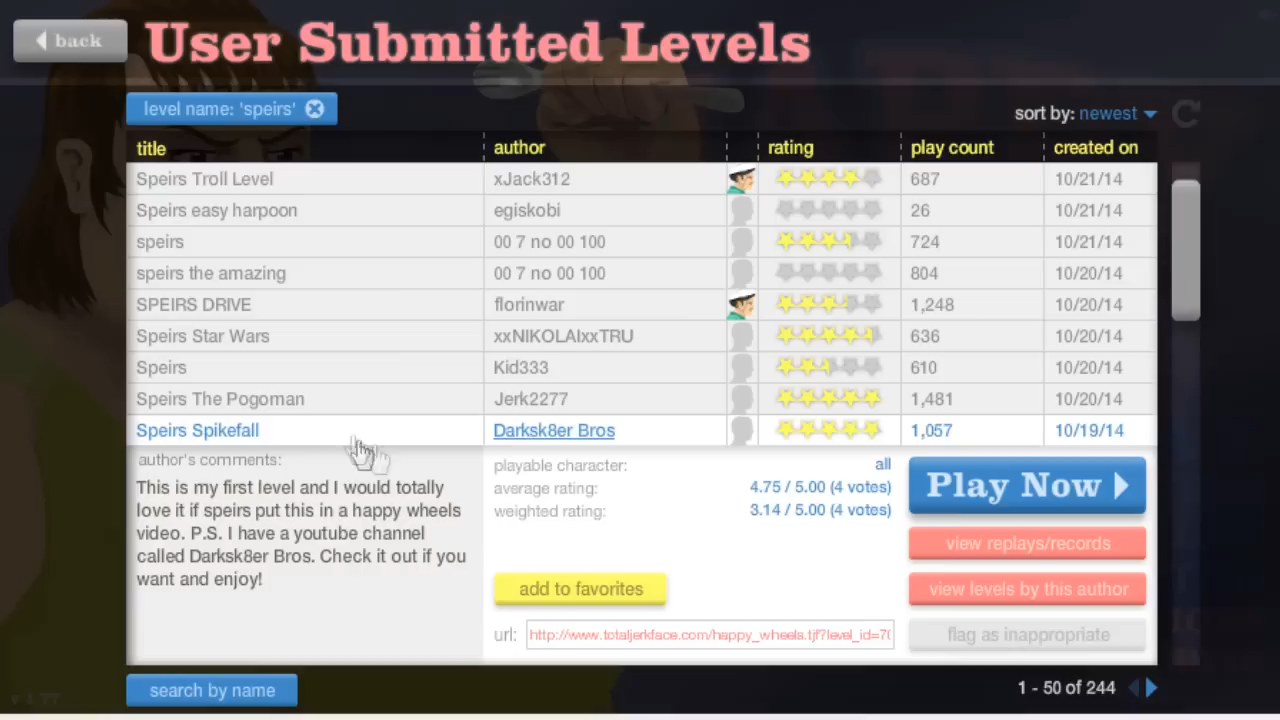 back
User Submitted Levels
level name: 'speirs'
sort by: newest
title author rating play count created on
Speirs Troll Level xJack312 687 10/21/14
Speirs easy harpoon egiskobi 26 10/21/14
speirs 00 7 no 00 100 724 10/21/14
speirs the amazing 00 7 no 00 100 804 10/20/14
SPEIRS DRIVE florinwar 1,248 10/20/14
Speirs Star Wars xxNIKOLAIxxTRU 636 10/20/14
Speirs Kid333 610 10/20/14
Speirs The Pogoman Jerk2277 1,481 10/20/14
Speirs Spikefall Darksk8er Bros 1,057 10/19/14
author's comments:
This is my first level and I would totally
love it if speirs put this in a happy wheels
video. P.S. I have a youtube channel
called Darksk8er Bros. Check it out if you
want and enjoy!
playable character: all
average rating: 4.75 / 5.00 (4 votes)
weighted rating: 3.14 / 5.00 (4 votes)
add to favorites
url: http://www.totaljerkface.com/happy_wheels.tjf?level_id=70
Play Now
view replays/records
view levels by this author
flag as inappropriate
search by name
1 - 50 of 244